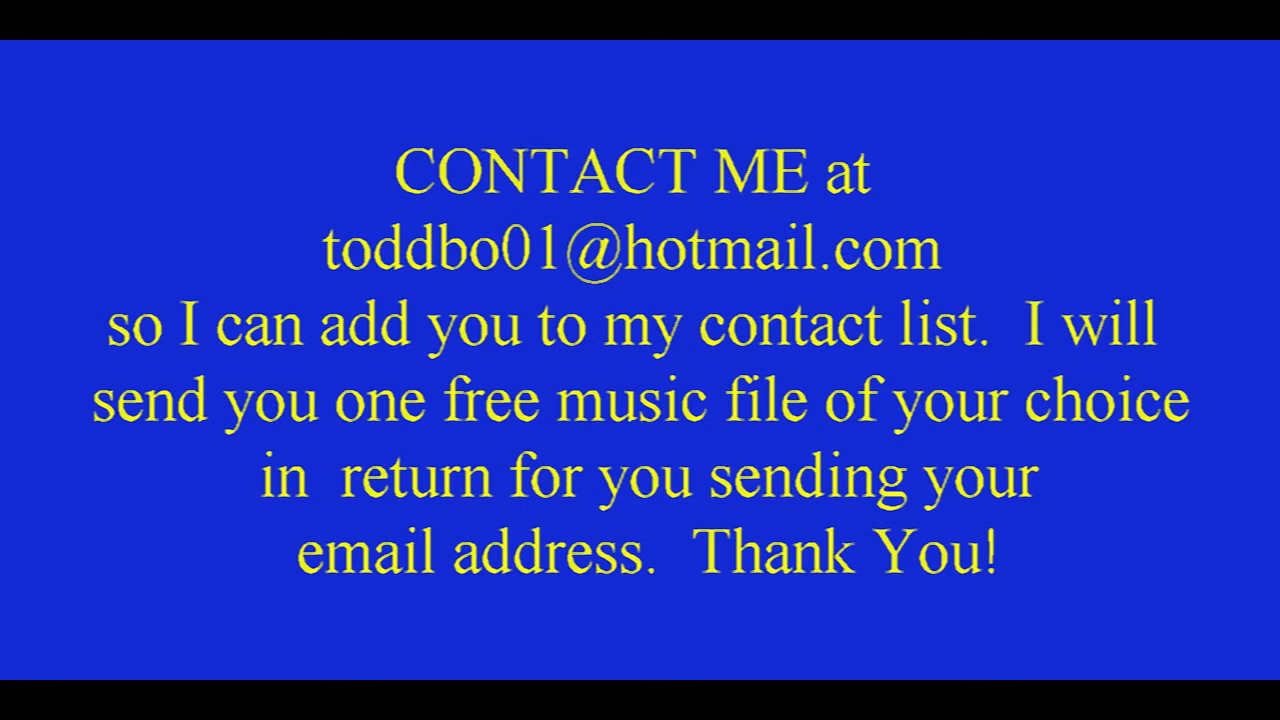 CONTACT ME at
toddbo01@hotmail.com
so I can add you to my contact list.  I will
send you one free music file of your choice
in  return for you sending your
email address.  Thank You!